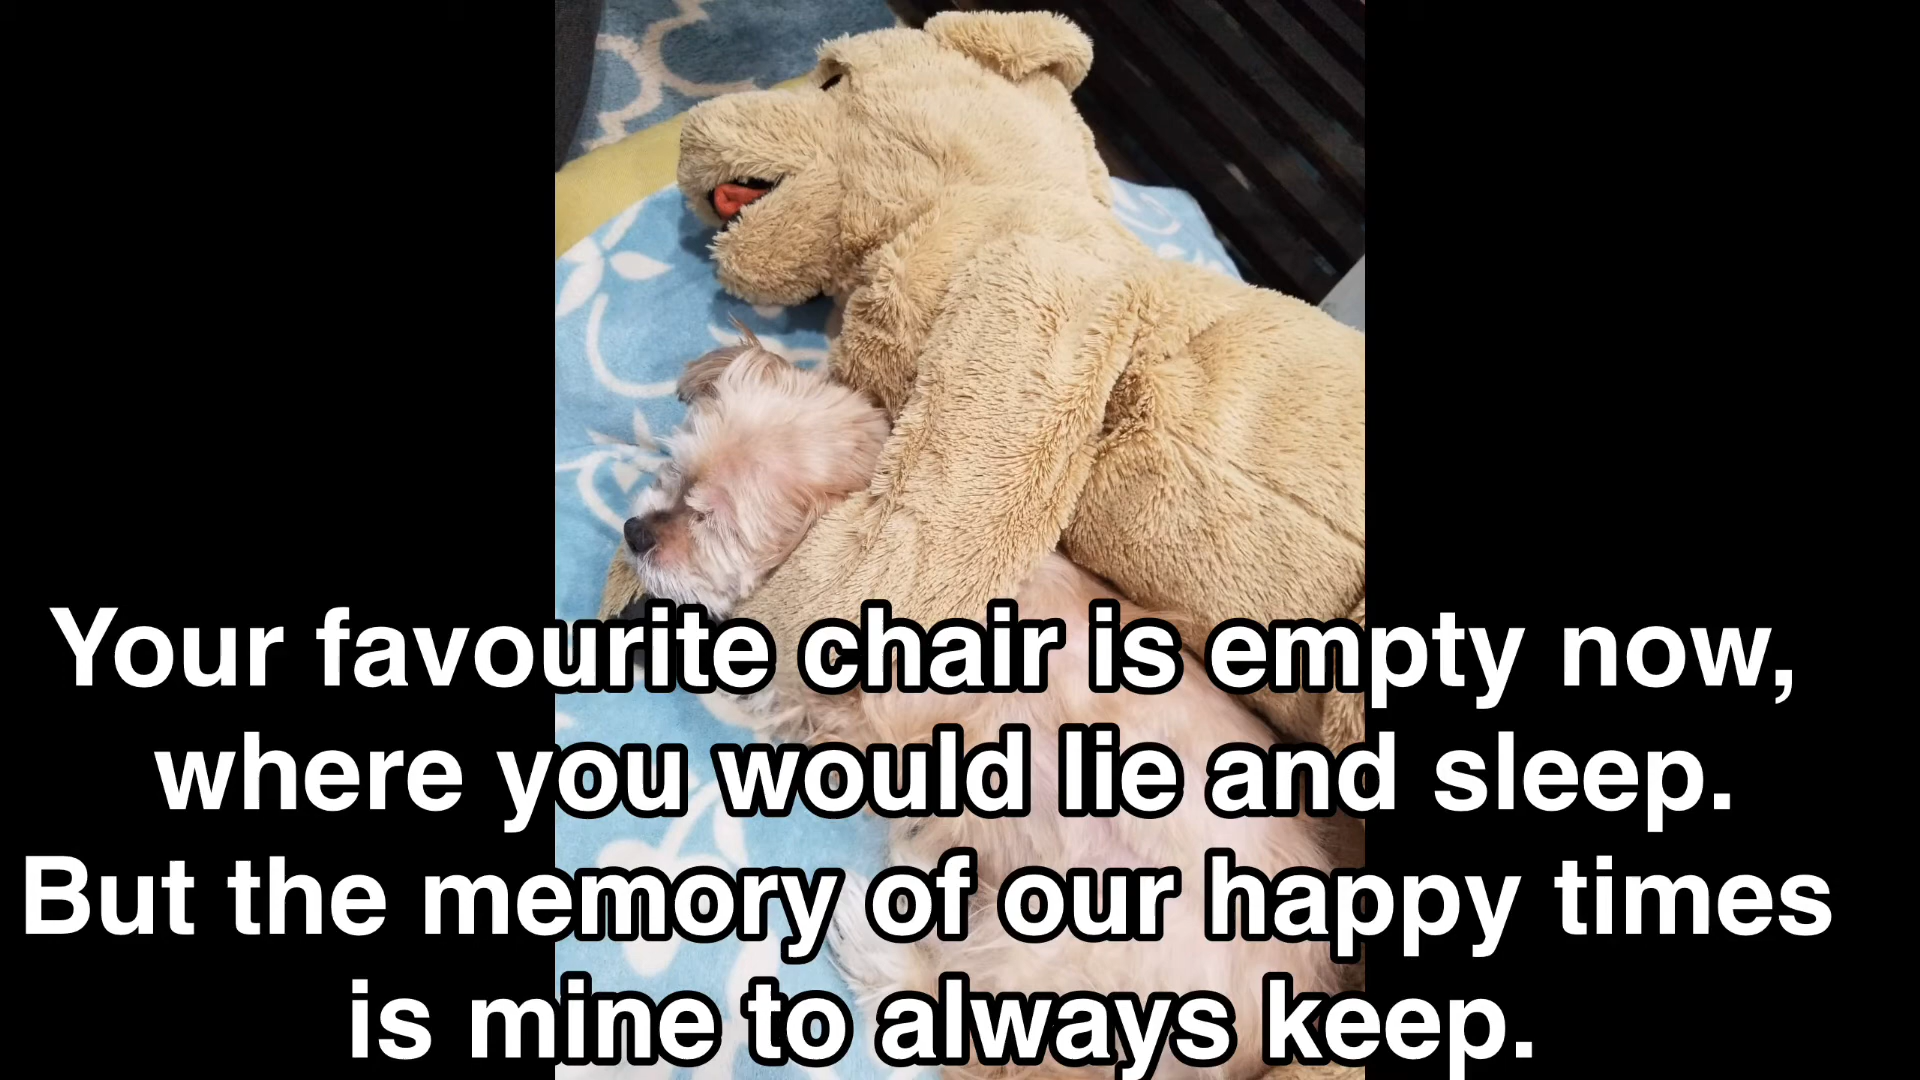 Your favourite chair is empty now,
where you would lie and sleep.
But the memory of our happy times
is mine to always keep.